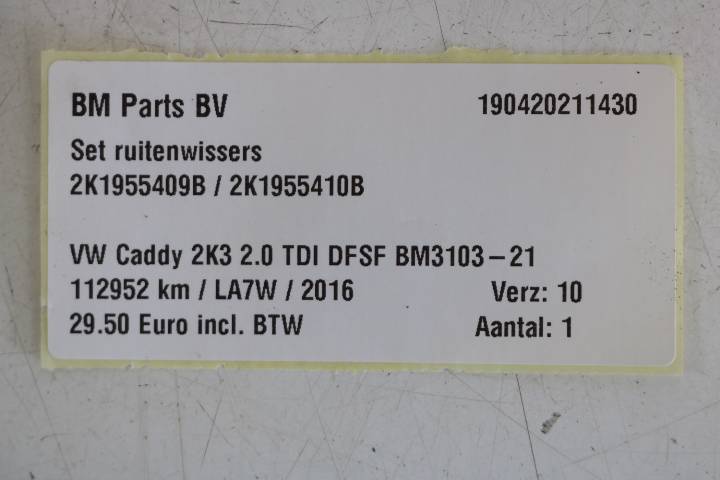 BM Parts BV 190420211430
Set ruitenwissers
2K1955409B / 2K1955410B
VW Caddy 2K3 2.0 TDI DFSF BM3103-21
112952 km / LA7W / 2016 Verz: 10
29.50 Euro incl. BTW Aantal: 1